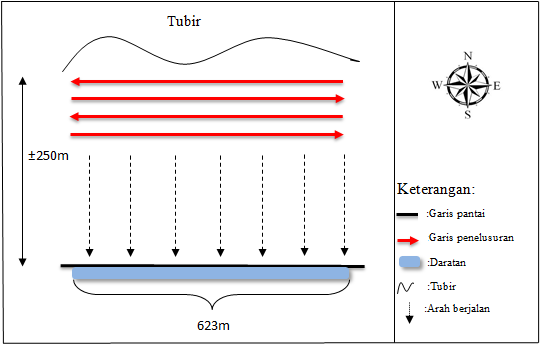 Tubir
±250m
623m
N
W
E
S
Keterangan:
:Garis pantai
:Garis penelusuran
:Daratan
:Tubir
:Arah berjalan